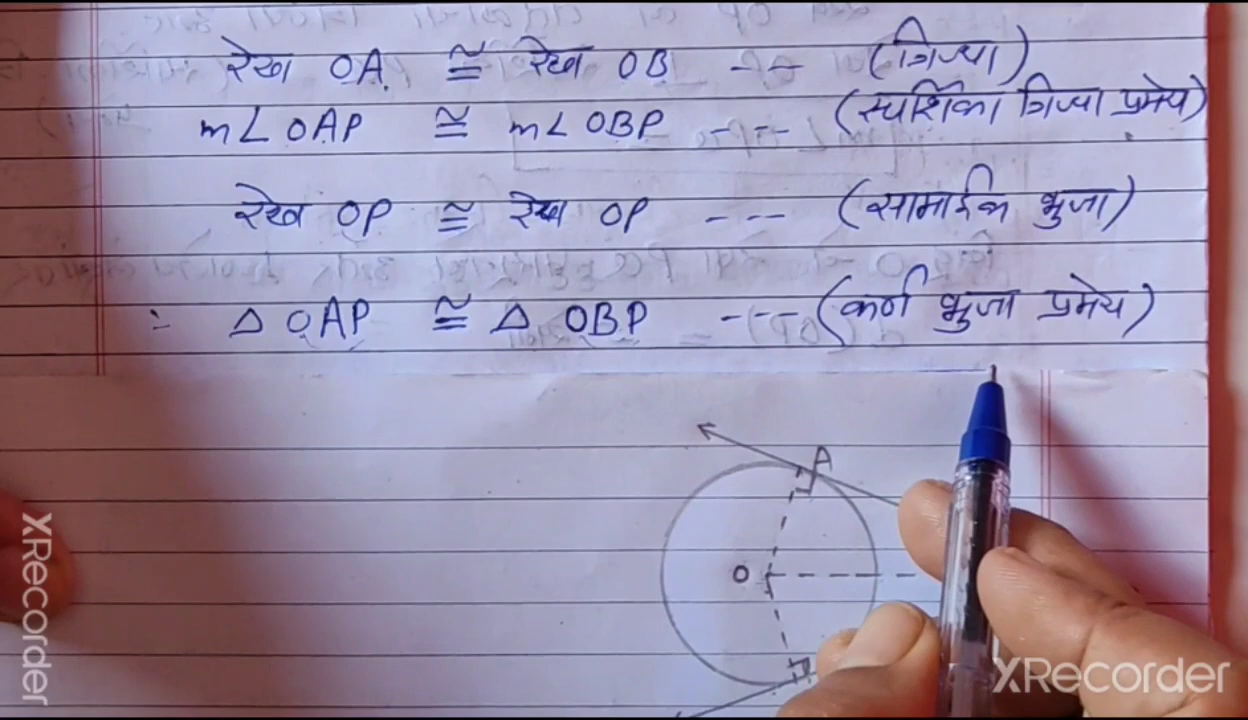 रेख OA ≅ रेख OB --- (त्रिज्या)
m∠OAP ≅ m∠OBP --- (स्पर्शिका त्रिज्या प्रमेय)
रेख OP ≅ रेख OP --- (सामाईक भुजा)
∴ △OAP ≅ △OBP --- (कर्ण भुजा प्रमेय)
A
O
XRecorder
XRecorder